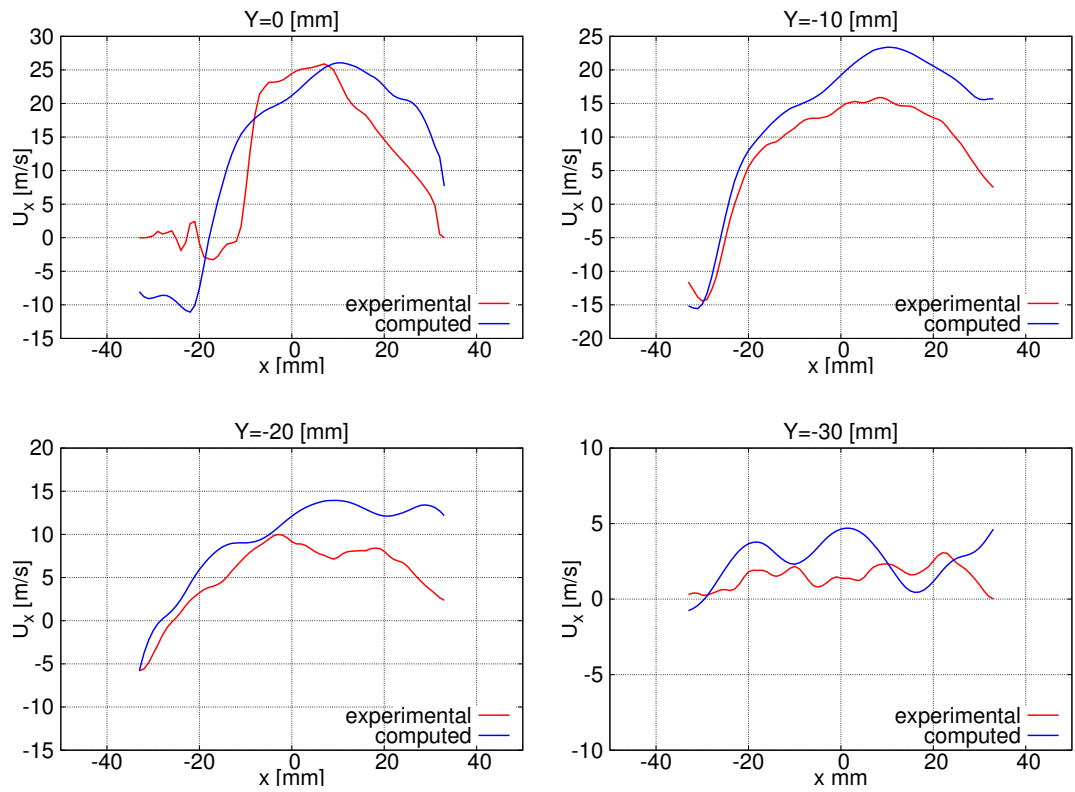 Y=0 [mm]
30
25
20
15
10
5
0
-5
-10
-15
U_x [m/s]
experimental
computed
-40 -20 0 20 40
x [mm]
Y=-10 [mm]
25
20
15
10
5
0
-5
-10
-15
-20
U_x [m/s]
experimental
computed
-40 -20 0 20 40
x [mm]
Y=-20 [mm]
20
15
10
5
0
-5
-10
-15
U_x [m/s]
experimental
computed
-40 -20 0 20 40
x [mm]
Y=-30 [mm]
10
5
0
-5
-10
U_x [m/s]
experimental
computed
-40 -20 0 20 40
x mm